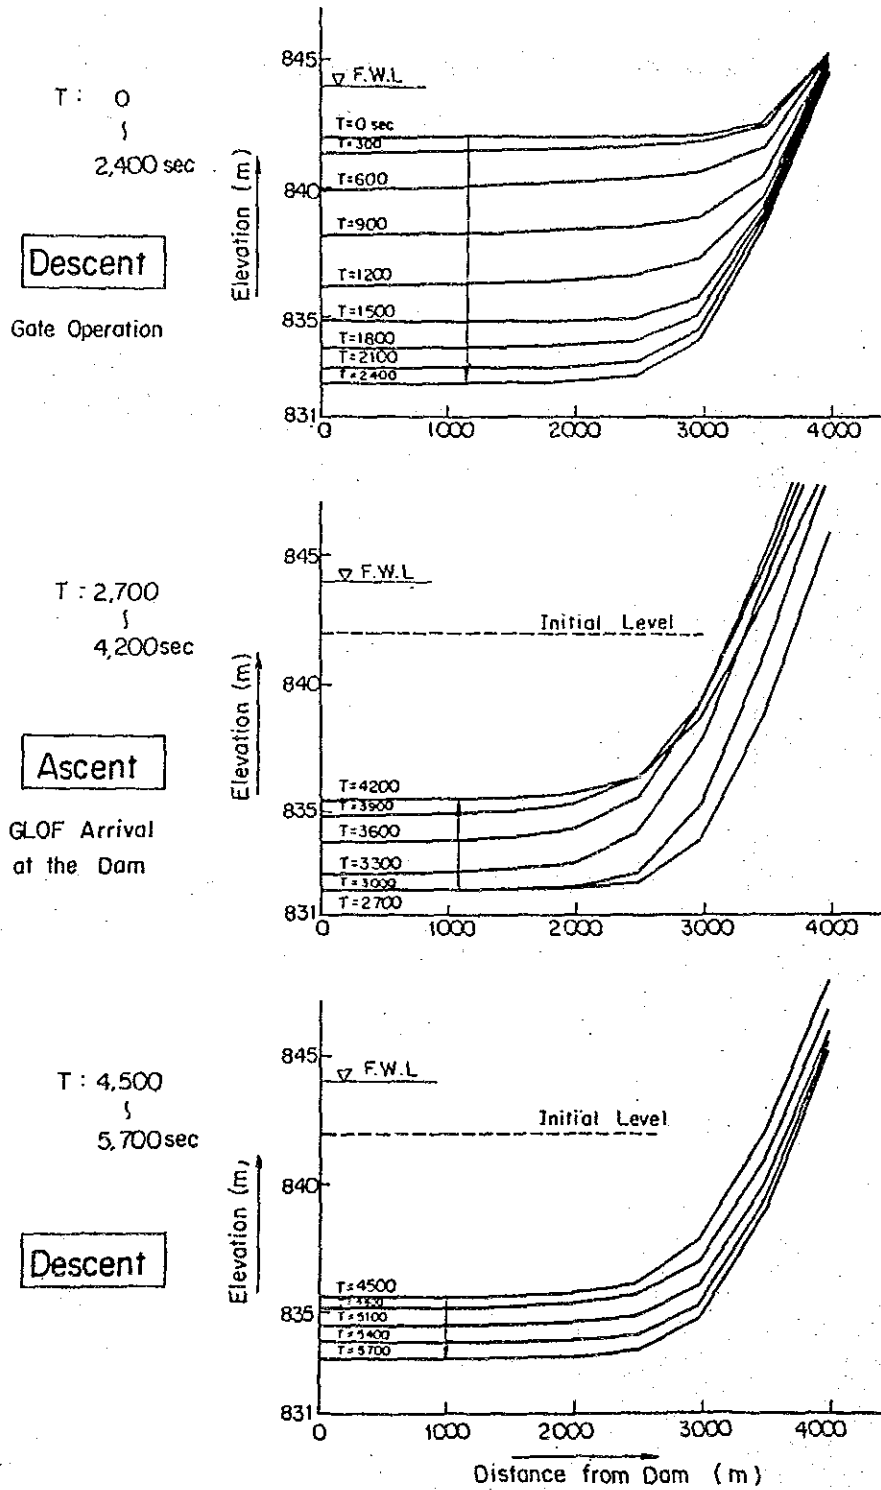 845
▽ F.W.L
T : 0
∫
2,400 sec
T=0 sec
T=300
840
T=600
T=900
Elevation (m)
Descent
T=1200
835
T=1500
Gate Operation
T=1800
T=2100
T=2400
831
0 1000 2000 3000 4000
845
▽ F.W.L
T : 2,700
∫
4,200 sec
Initial Level
840
Elevation (m)
Ascent
T=4200
835
T=3900
GLOF Arrival
at the Dam
T=3600
T=3300
T=3000
T=2700
831
0 1000 2000 3000 4000
845
▽ F.W.L
T : 4,500
∫
5,700 sec
Initial Level
840
Elevation (m)
Descent
T=4500
835
T=5100
T=5400
T=5700
831
0 1000 2000 3000 4000
Distance from Dam (m)